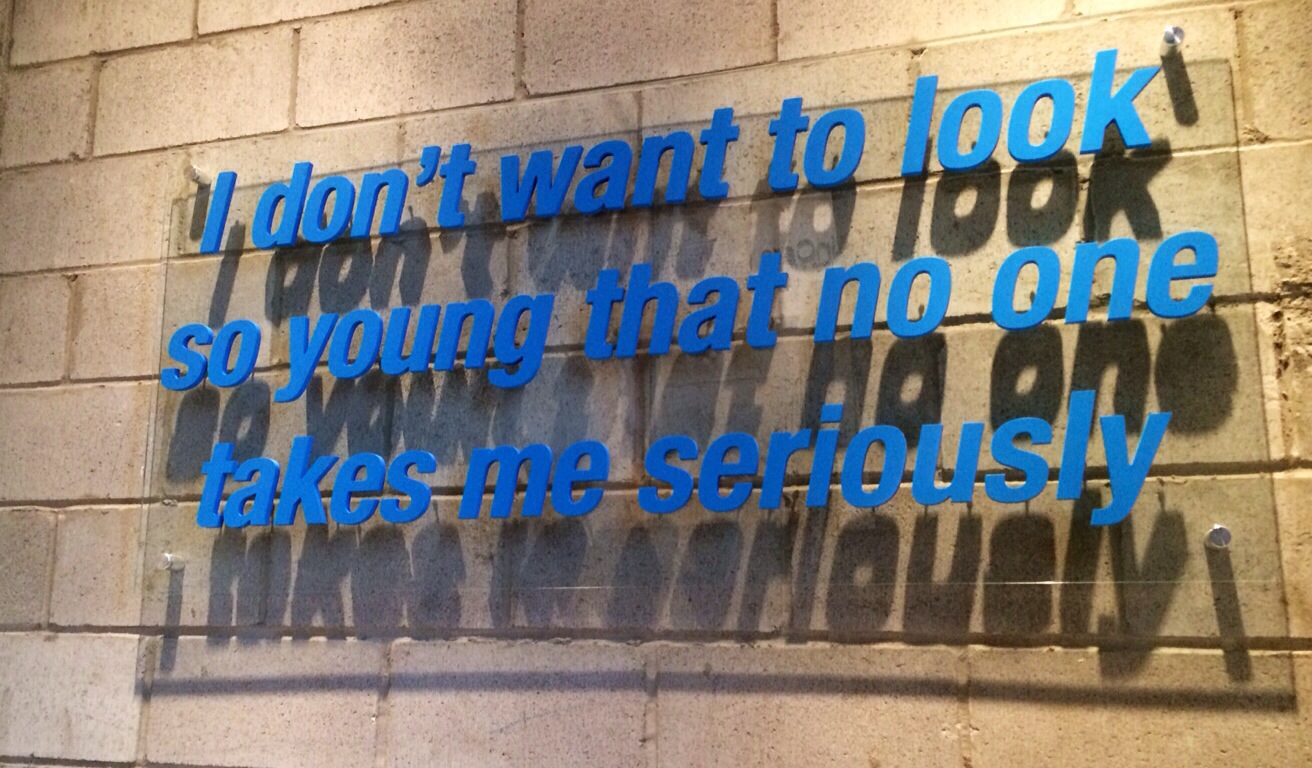 I don't want to look
so young that no one
takes me seriously